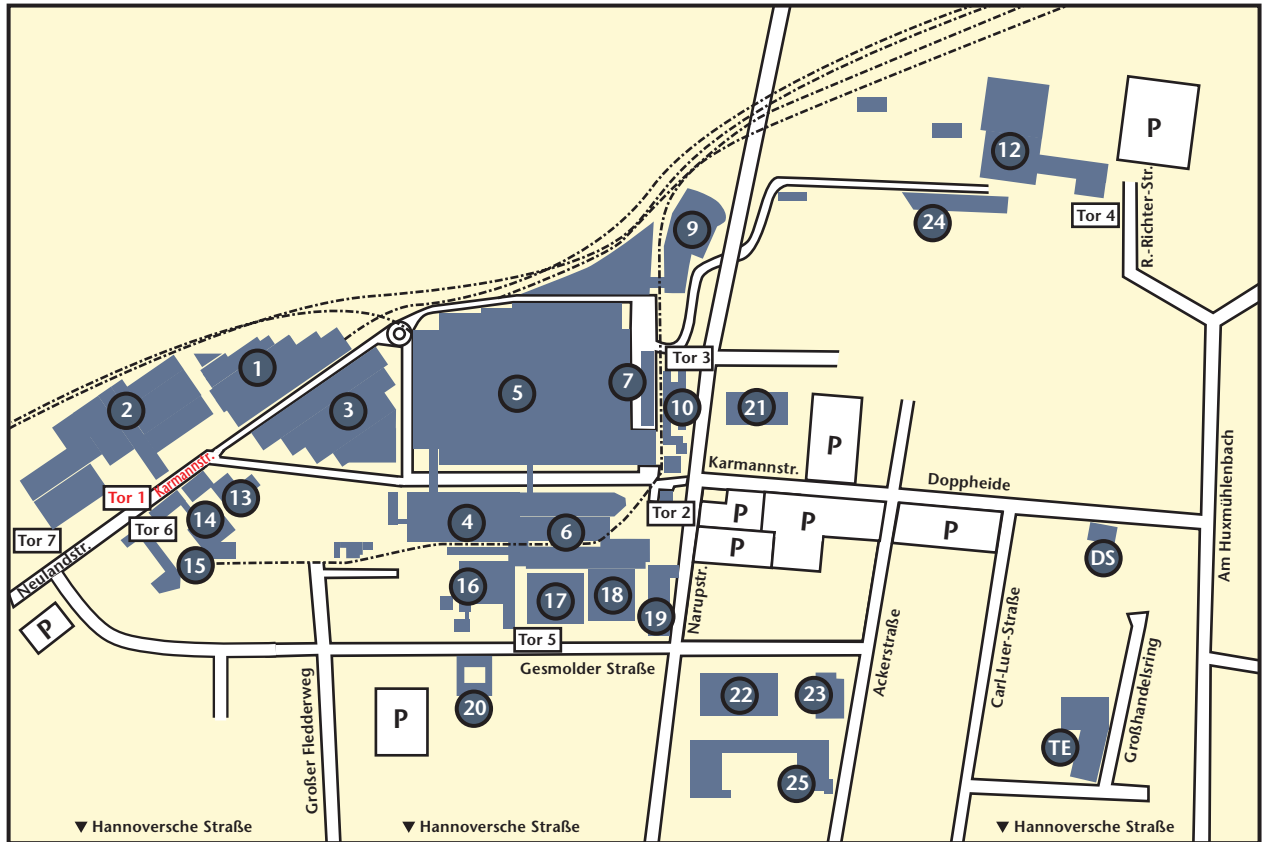 P
12
Tor 4
R.-Richter-Str.
9
24
1
Tor 3
2
3
5
7
10
21
P
Karmannstr.
Karmannstr.
Doppheide
Am Huxmühlenbach
Tor 1
13
Tor 6
14
4
6
Tor 2
P
P
P
P
Tor 7
Neulandstr.
15
DS
16
17
18
19
Narupstr.
P
Tor 5
Gesmolder Straße
Ackerstraße
Carl-Luer-Straße
Großhandelsring
Großer Fledderweg
P
20
22
23
TE
25
▼ Hannoversche Straße
▼ Hannoversche Straße
▼ Hannoversche Straße